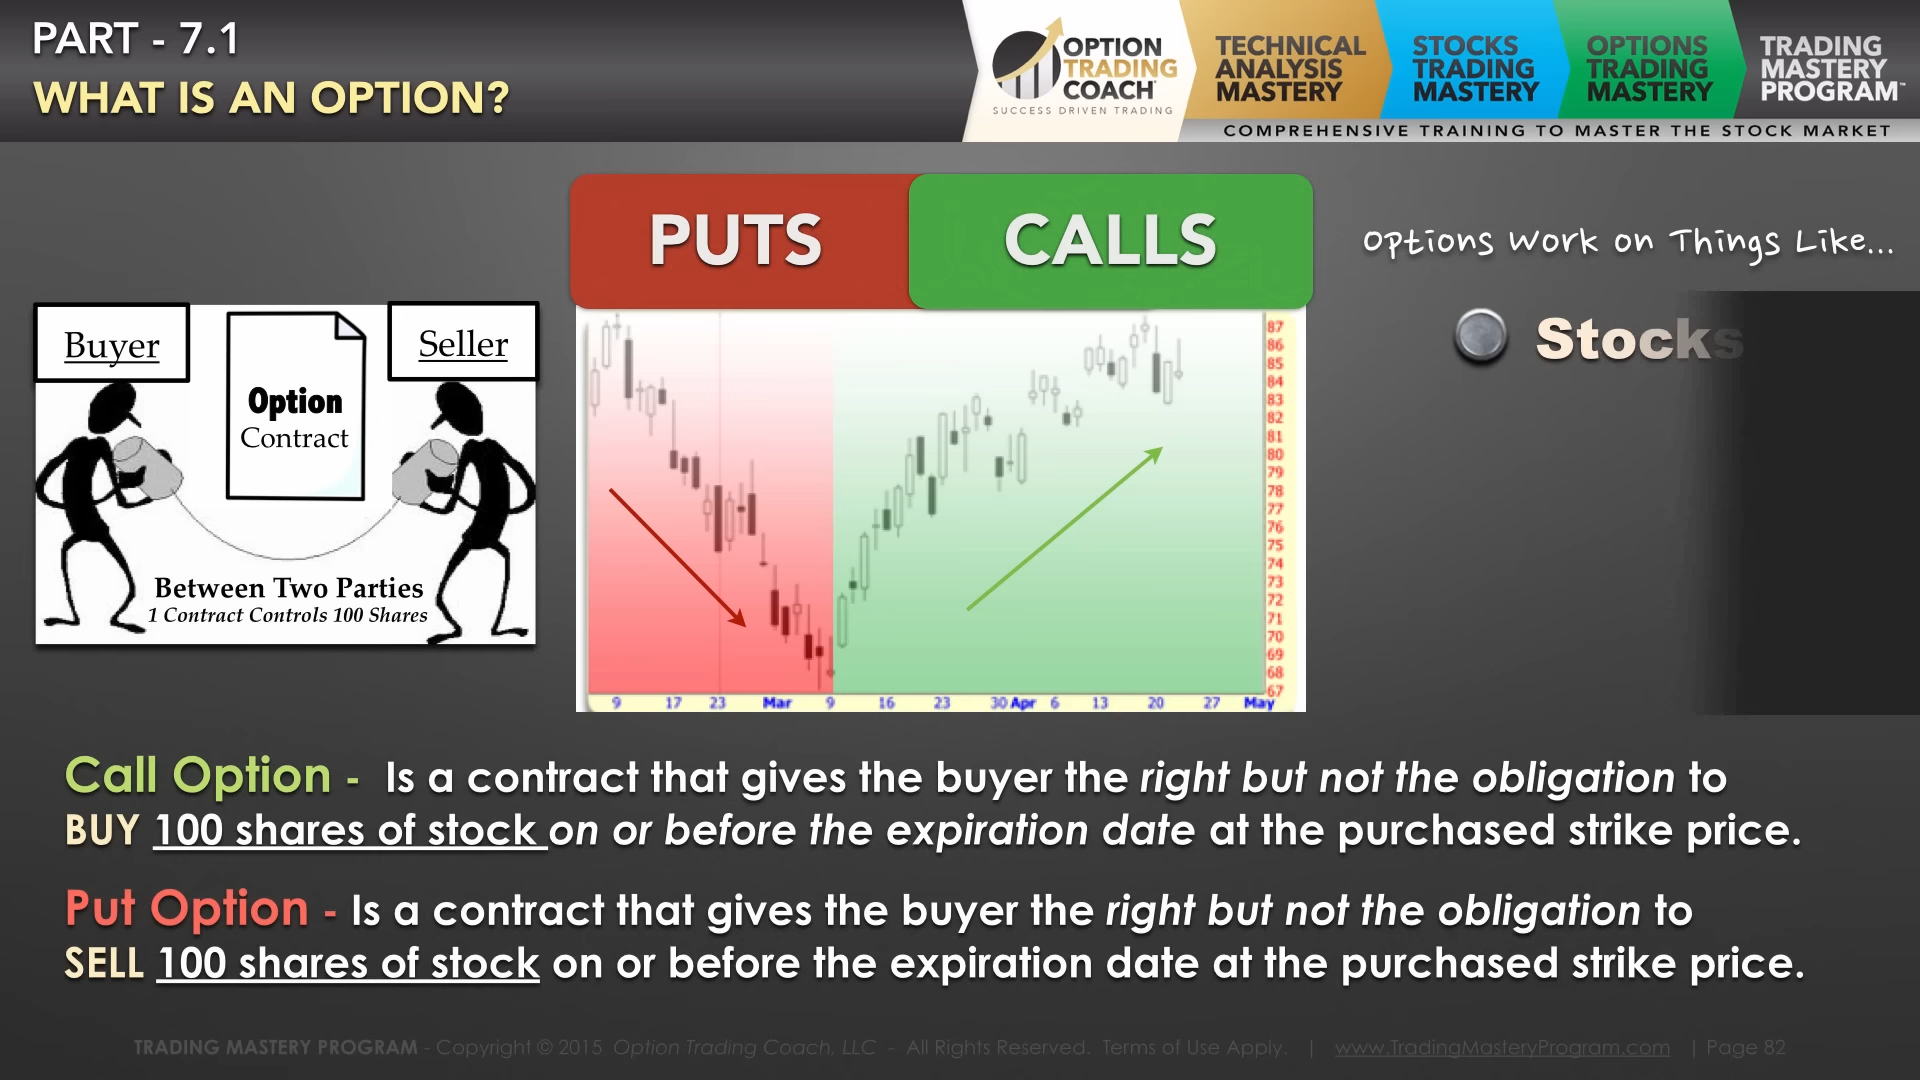 PART - 7.1
WHAT IS AN OPTION?
OPTION
TRADING
COACH
SUCCESS DRIVEN TRADING
TECHNICAL
ANALYSIS
MASTERY
STOCKS
TRADING
MASTERY
OPTIONS
TRADING
MASTERY
TRADING
MASTERY
PROGRAM™
COMPREHENSIVE TRAINING TO MASTER THE STOCK MARKET
PUTS
CALLS
Options Work on Things Like...
Stocks
Buyer
Option
Contract
Seller
Between Two Parties
1 Contract Controls 100 Shares
87
86
85
84
83
82
81
80
79
78
77
76
75
74
73
72
71
70
69
68
67
9 17 23 Mar 9 16 23 30 Apr 6 13 20 27 May
Call Option - Is a contract that gives the buyer the right but not the obligation to
BUY 100 shares of stock on or before the expiration date at the purchased strike price.
Put Option - Is a contract that gives the buyer the right but not the obligation to
SELL 100 shares of stock on or before the expiration date at the purchased strike price.
TRADING MASTERY PROGRAM - Copyright © 2015 Option Trading Coach, LLC - All Rights Reserved. Terms of Use Apply. | www.TradingMasteryProgram.com | Page 82